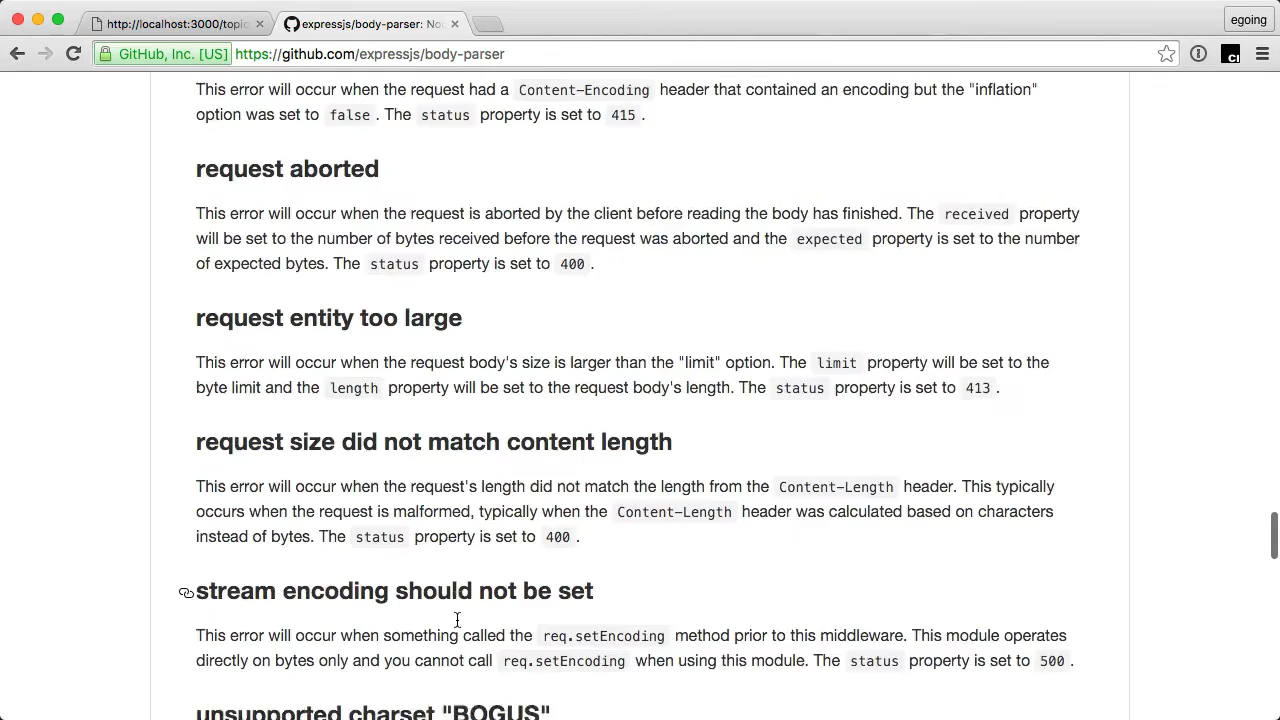 http://localhost:3000/topic
expressjs/body-parser: No
egoing
GitHub, Inc. [US]
https://github.com/expressjs/body-parser
This error will occur when the request had a Content-Encoding header that contained an encoding but the "inflation"
option was set to false. The status property is set to 415.
request aborted
This error will occur when the request is aborted by the client before reading the body has finished. The received property
will be set to the number of bytes received before the request was aborted and the expected property is set to the number
of expected bytes. The status property is set to 400.
request entity too large
This error will occur when the request body's size is larger than the "limit" option. The limit property will be set to the
byte limit and the length property will be set to the request body's length. The status property is set to 413.
request size did not match content length
This error will occur when the request's length did not match the length from the Content-Length header. This typically
occurs when the request is malformed, typically when the Content-Length header was calculated based on characters
instead of bytes. The status property is set to 400.
stream encoding should not be set
This error will occur when something called the req.setEncoding method prior to this middleware. This module operates
directly on bytes only and you cannot call req.setEncoding when using this module. The status property is set to 500.
unsupported charset "BOGUS"